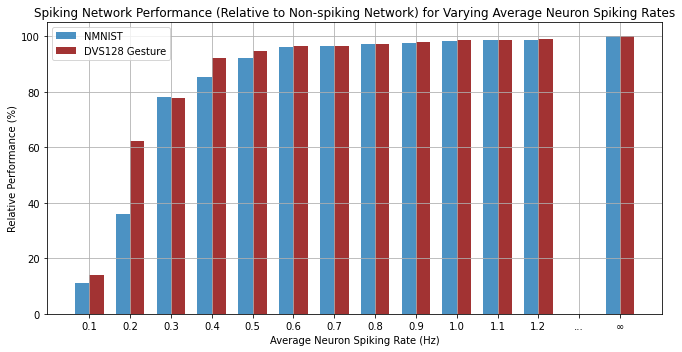 Spiking Network Performance (Relative to Non-spiking Network) for Varying Average Neuron Spiking Rates
NMNIST
DVS128 Gesture
Relative Performance (%)
100
80
60
40
20
0
0.1 0.2 0.3 0.4 0.5 0.6 0.7 0.8 0.9 1.0 1.1 1.2 ... ∞
Average Neuron Spiking Rate (Hz)